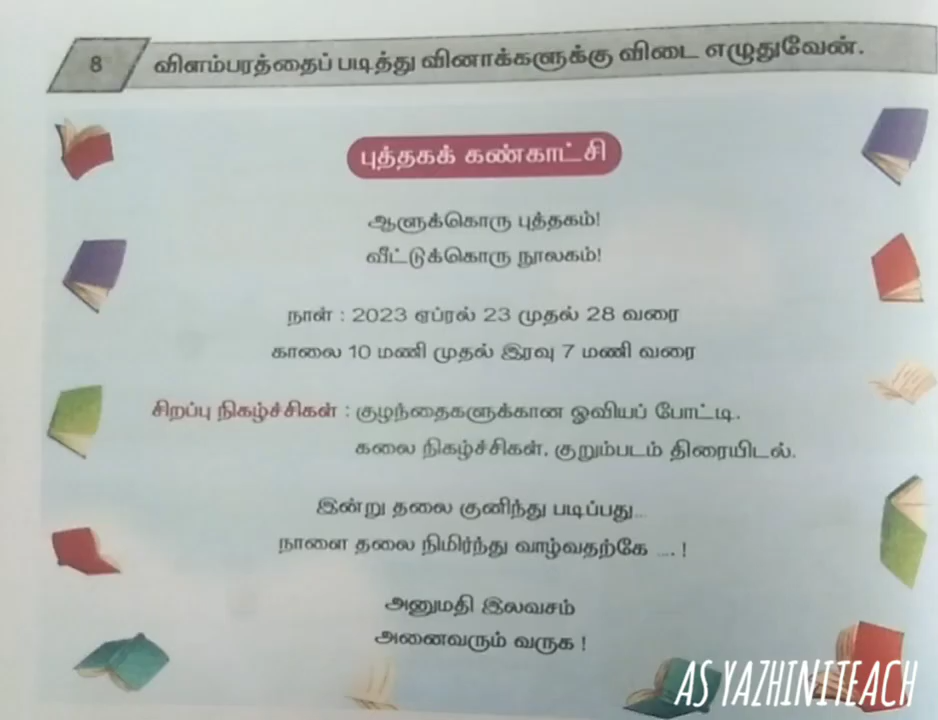 8 விளம்பரத்தைப் படித்து வினாக்களுக்கு விடை எழுதுவேன்.
புத்தகக் கண்காட்சி
ஆளுக்கொரு புத்தகம்!
வீட்டுக்கொரு நூலகம்!
நாள் : 2023 ஏப்ரல் 23 முதல் 28 வரை
காலை 10 மணி முதல் இரவு 7 மணி வரை
சிறப்பு நிகழ்ச்சிகள் : குழந்தைகளுக்கான ஓவியப் போட்டி.
கலை நிகழ்ச்சிகள், குறும்படம் திரையிடல்.
இன்று தலை குனிந்து படிப்பது...
நாளை தலை நிமிர்ந்து வாழ்வதற்கே ....!
அனுமதி இலவசம்
அனைவரும் வருக !
AS YAZHINITEACH